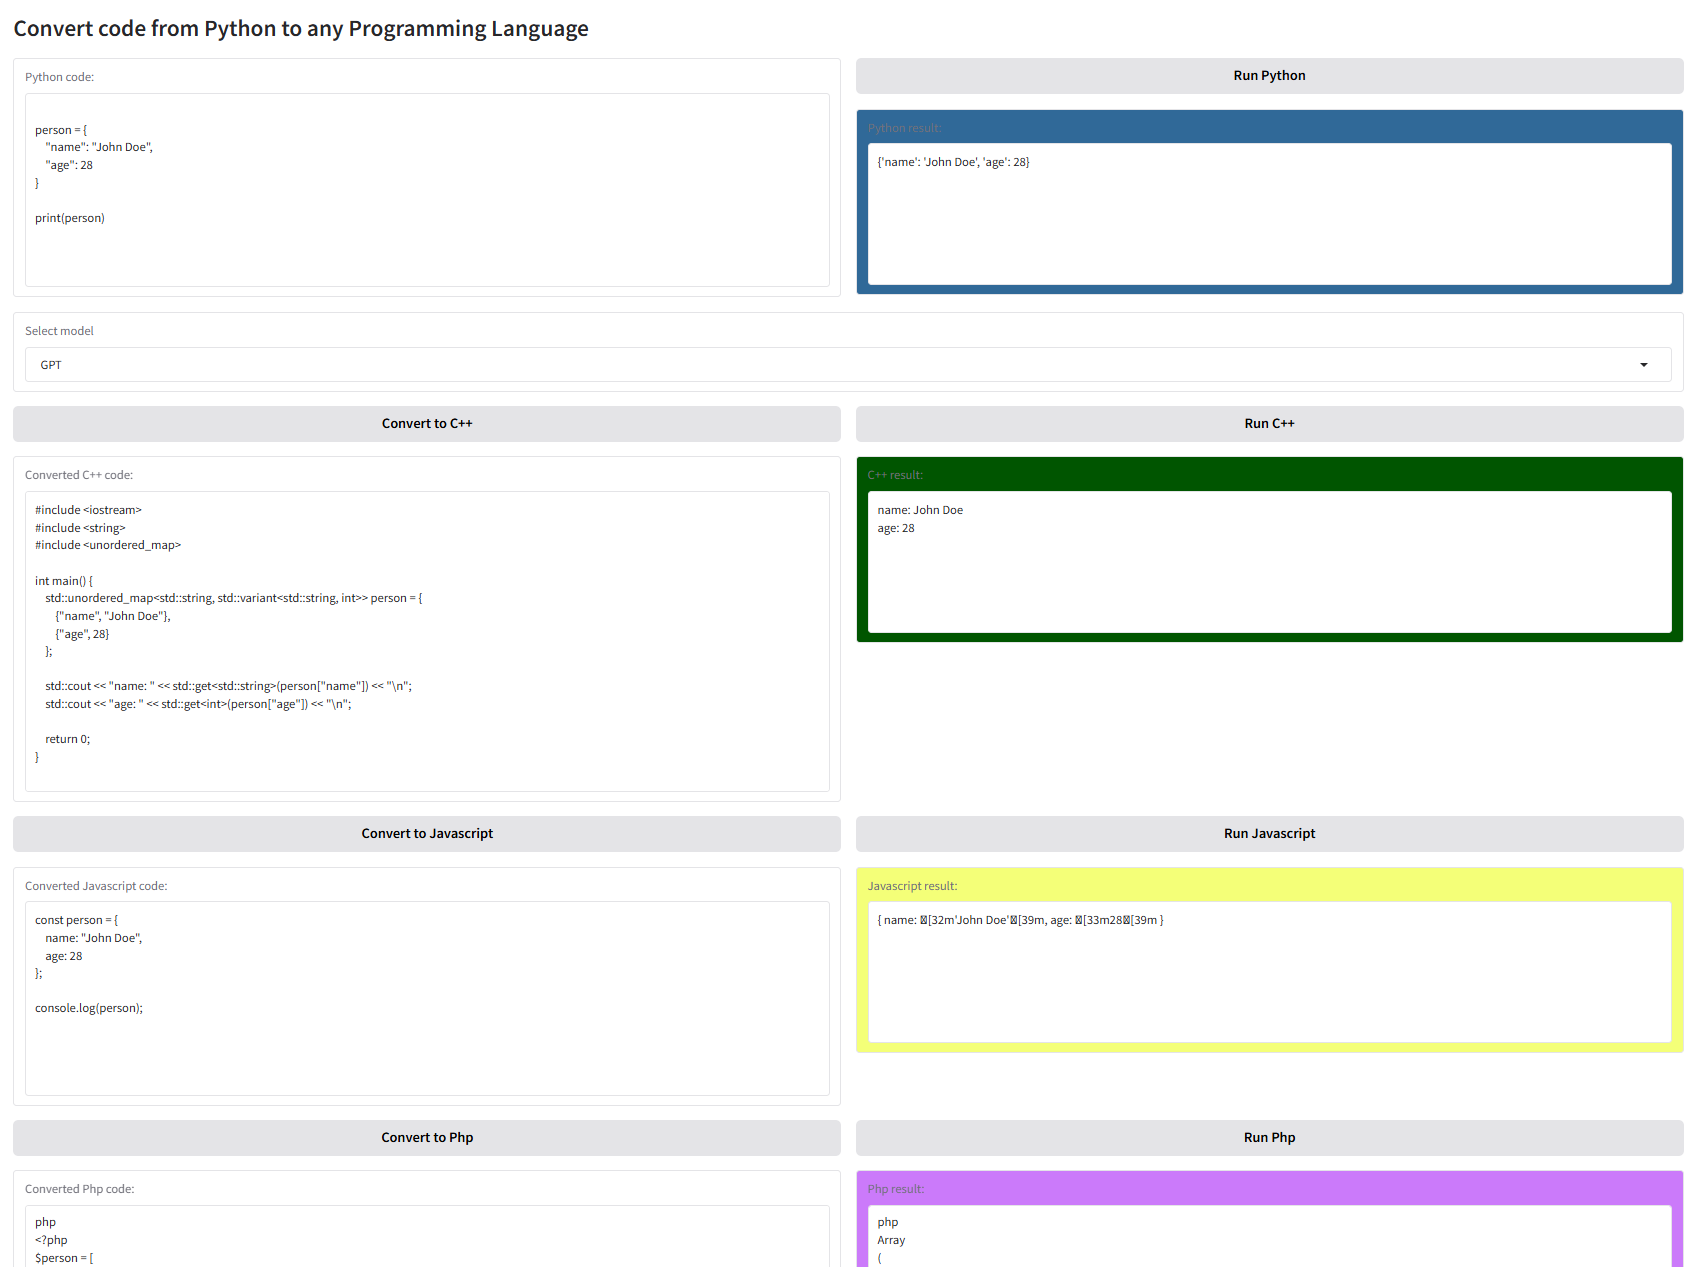 Convert code from Python to any Programming Language
Python code:
person = {
    "name": "John Doe",
    "age": 28
}
print(person)
Run Python
Python result:
{'name': 'John Doe', 'age': 28}
Select model
GPT
Convert to C++
Run C++
Converted C++ code:
#include <iostream>
#include <string>
#include <unordered_map>
int main() {
    std::unordered_map<std::string, std::variant<std::string, int>> person = {
        {"name", "John Doe"},
        {"age", 28}
    };
    std::cout << "name: " << std::get<std::string>(person["name"]) << "\n";
    std::cout << "age: " << std::get<int>(person["age"]) << "\n";
    return 0;
}
C++ result:
name: John Doe
age: 28
Convert to Javascript
Run Javascript
Converted Javascript code:
const person = {
    name: "John Doe",
    age: 28
};
console.log(person);
Javascript result:
{ name: [32m'John Doe'[39m, age: [33m28[39m }
Convert to Php
Run Php
Converted Php code:
php
<?php
$person = [
Php result:
php
Array
(